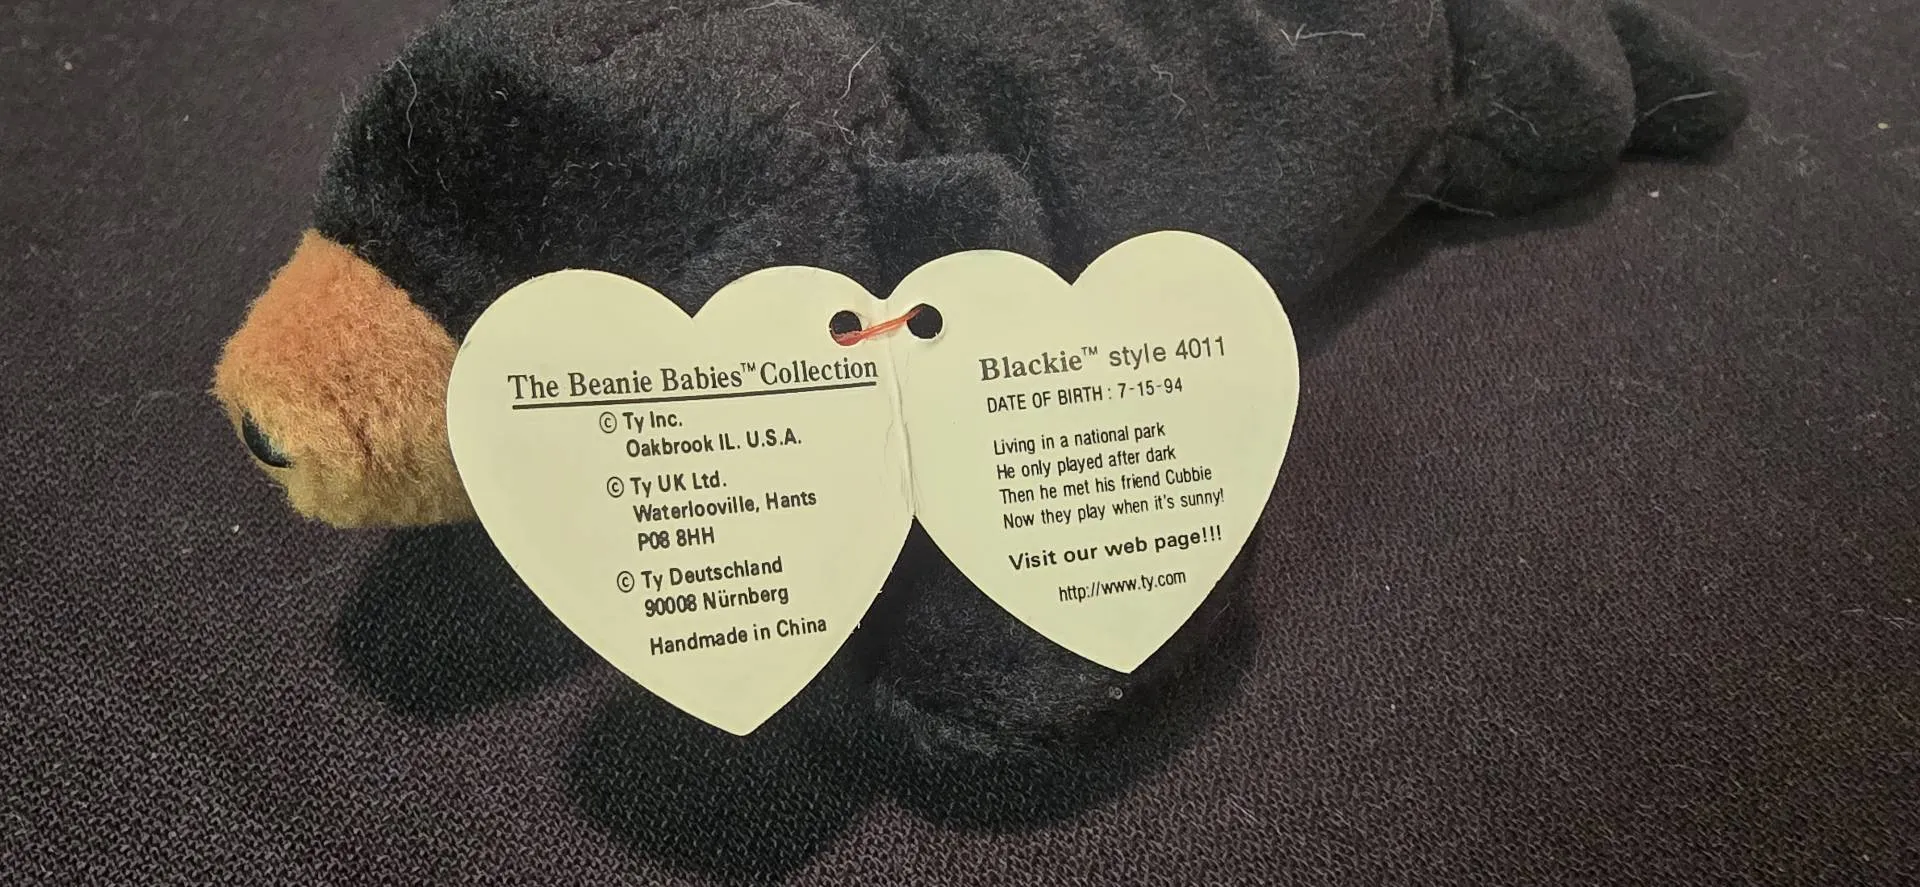 The Beanie Babies™ Collection
© Ty Inc.
Oakbrook IL. U.S.A.
© Ty UK Ltd.
Waterlooville, Hants
P08 8HH
© Ty Deutschland
90008 Nürnberg
Handmade in China
Blackie™ style 4011
DATE OF BIRTH : 7-15-94
Living in a national park
He only played after dark
Then he met his friend Cubbie
Now they play when it's sunny!
Visit our web page!!!
http://www.ty.com